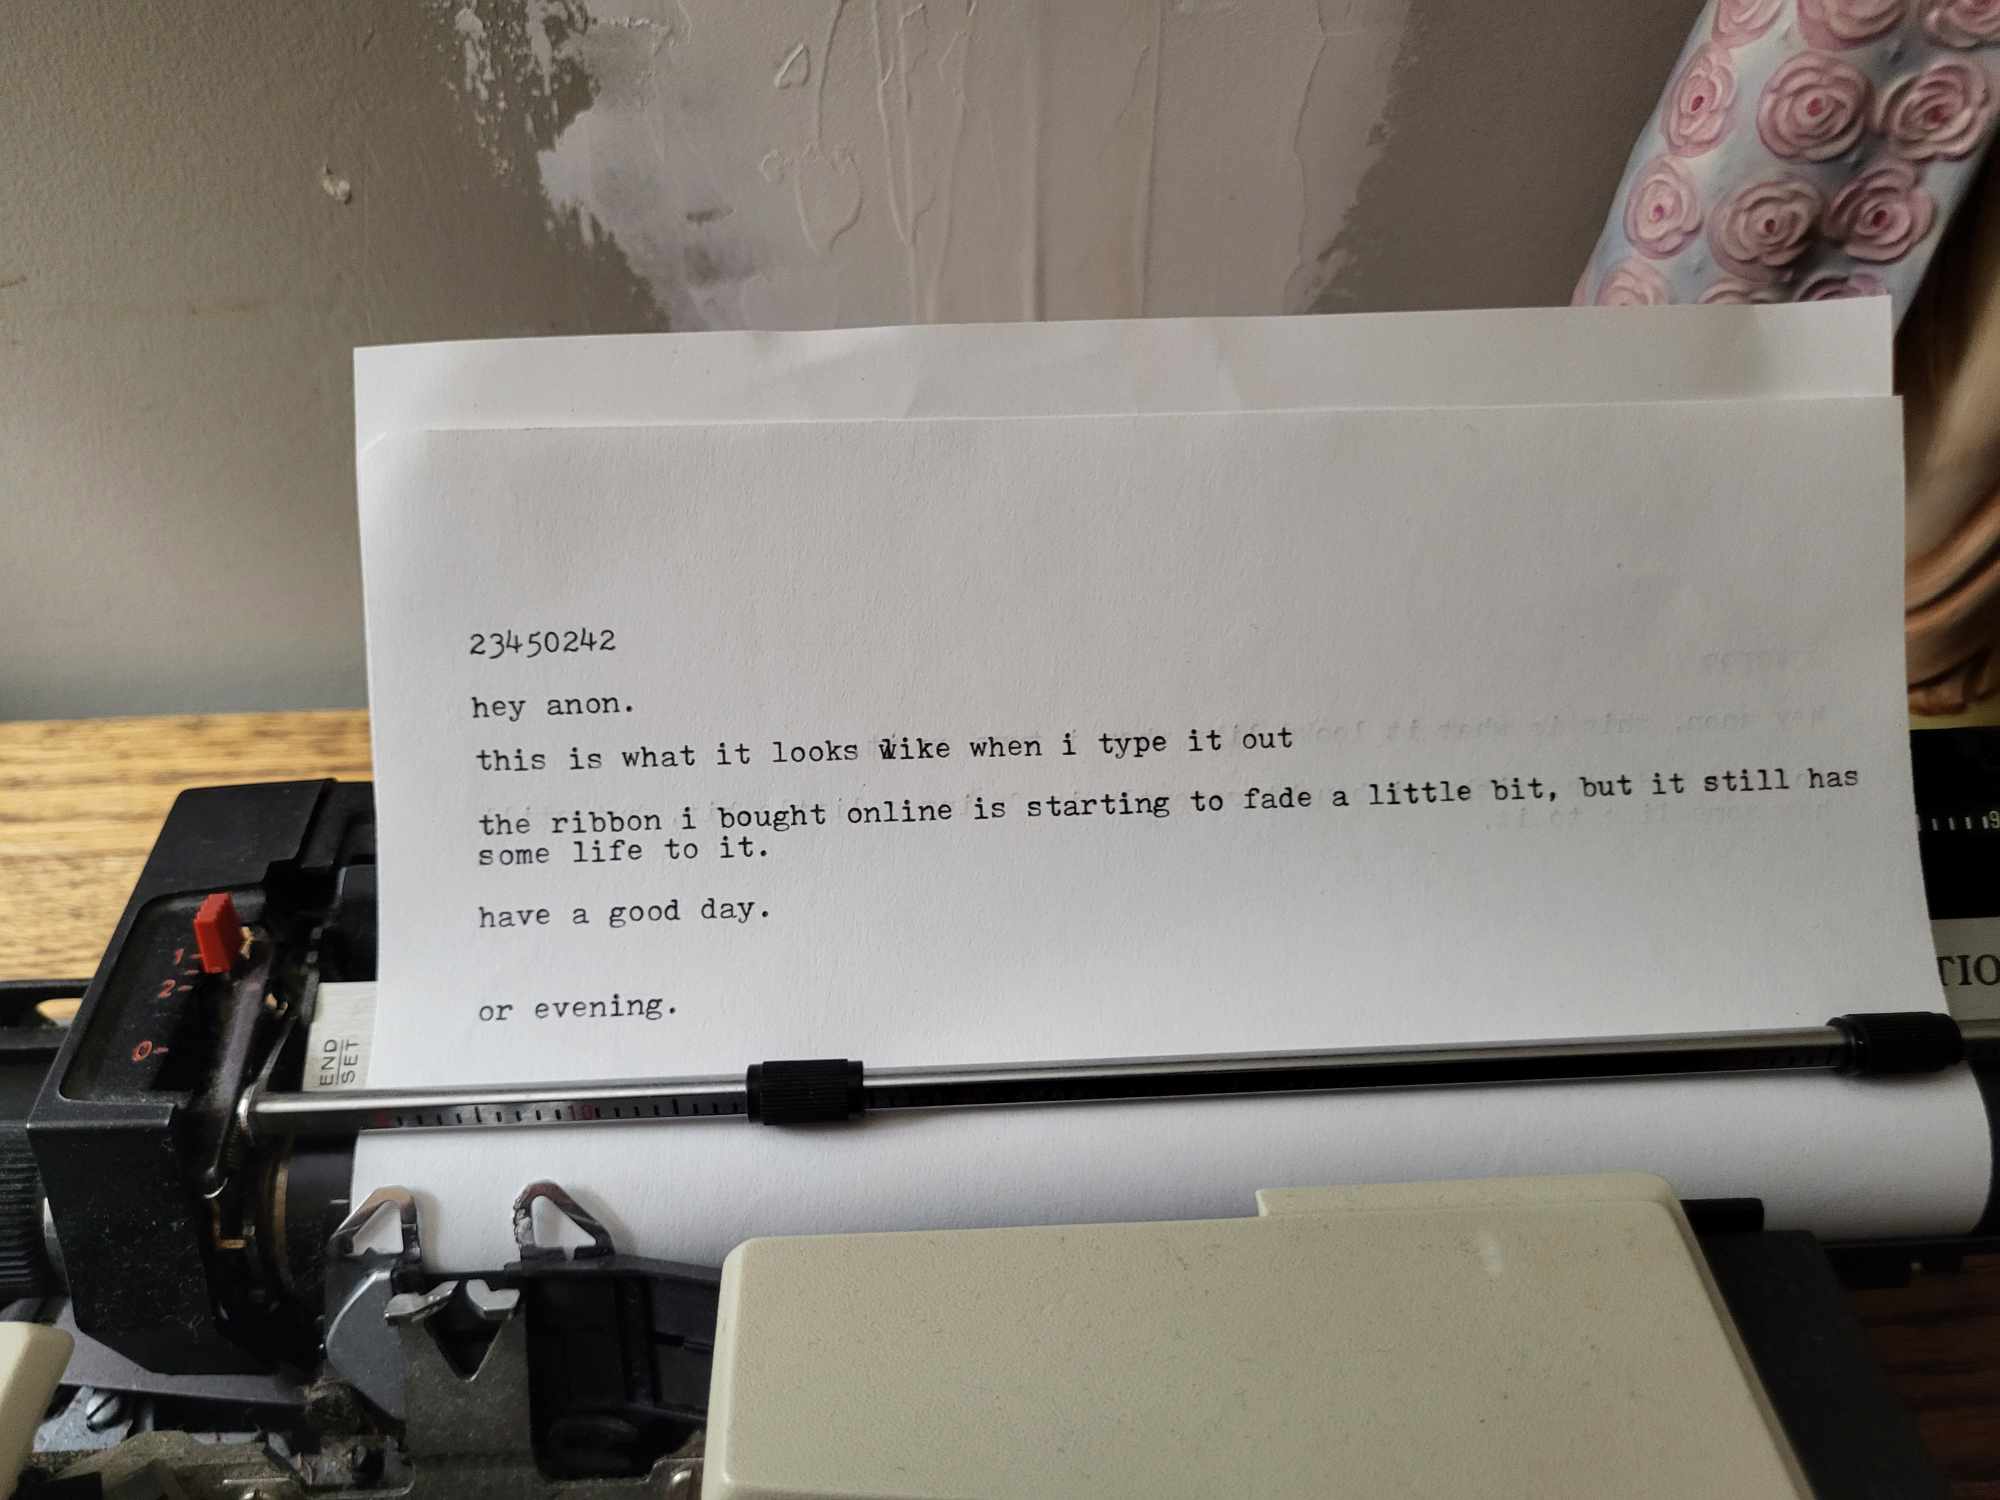 23450242
hey anon.
this is what it looks like when i type it out
the ribbon i bought online is starting to fade a little bit, but it still has
some life to it.
have a good day.
or evening.
1
2
0
END
SET
10
9
TIO